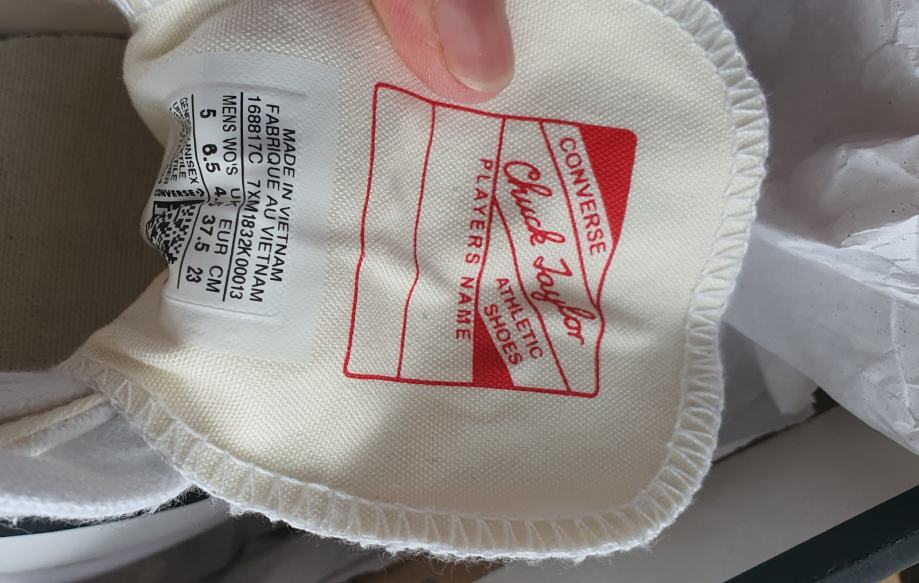 MADE IN VIETNAM
FABRIQUE AU VIETNAM
168817C 7XM1832K00013
MENS WO'S UK EUR CM
5 6.5 4.5 37.5 23
CONVERSE
CONVERSE
Chuck Taylor
ATHLETIC
SHOES
PLAYERS NAME